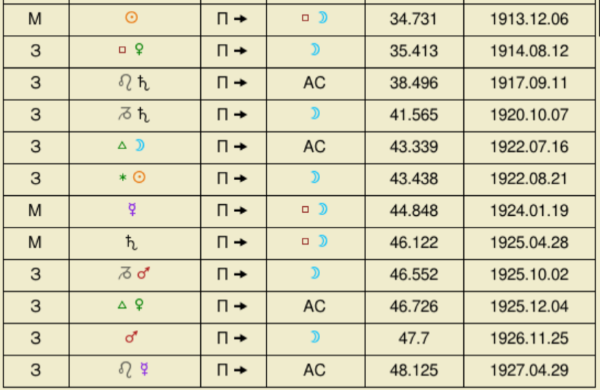 М ☉ П → □ ☽ 34.731 1913.12.06
З □ ♀ П → ☽ 35.413 1914.08.12
З ♌ ♄ П → AC 38.496 1917.09.11
З ♑ ♄ П → ☽ 41.565 1920.10.07
З △ ☽ П → AC 43.339 1922.07.16
З ✶ ☉ П → ☽ 43.438 1922.08.21
М ☿ П → □ ☽ 44.848 1924.01.19
М ♄ П → □ ☽ 46.122 1925.04.28
З ♑ ♂ П → ☽ 46.552 1925.10.02
З △ ♀ П → AC 46.726 1925.12.04
З ♂ П → ☽ 47.7 1926.11.25
З ♌ ☿ П → AC 48.125 1927.04.29